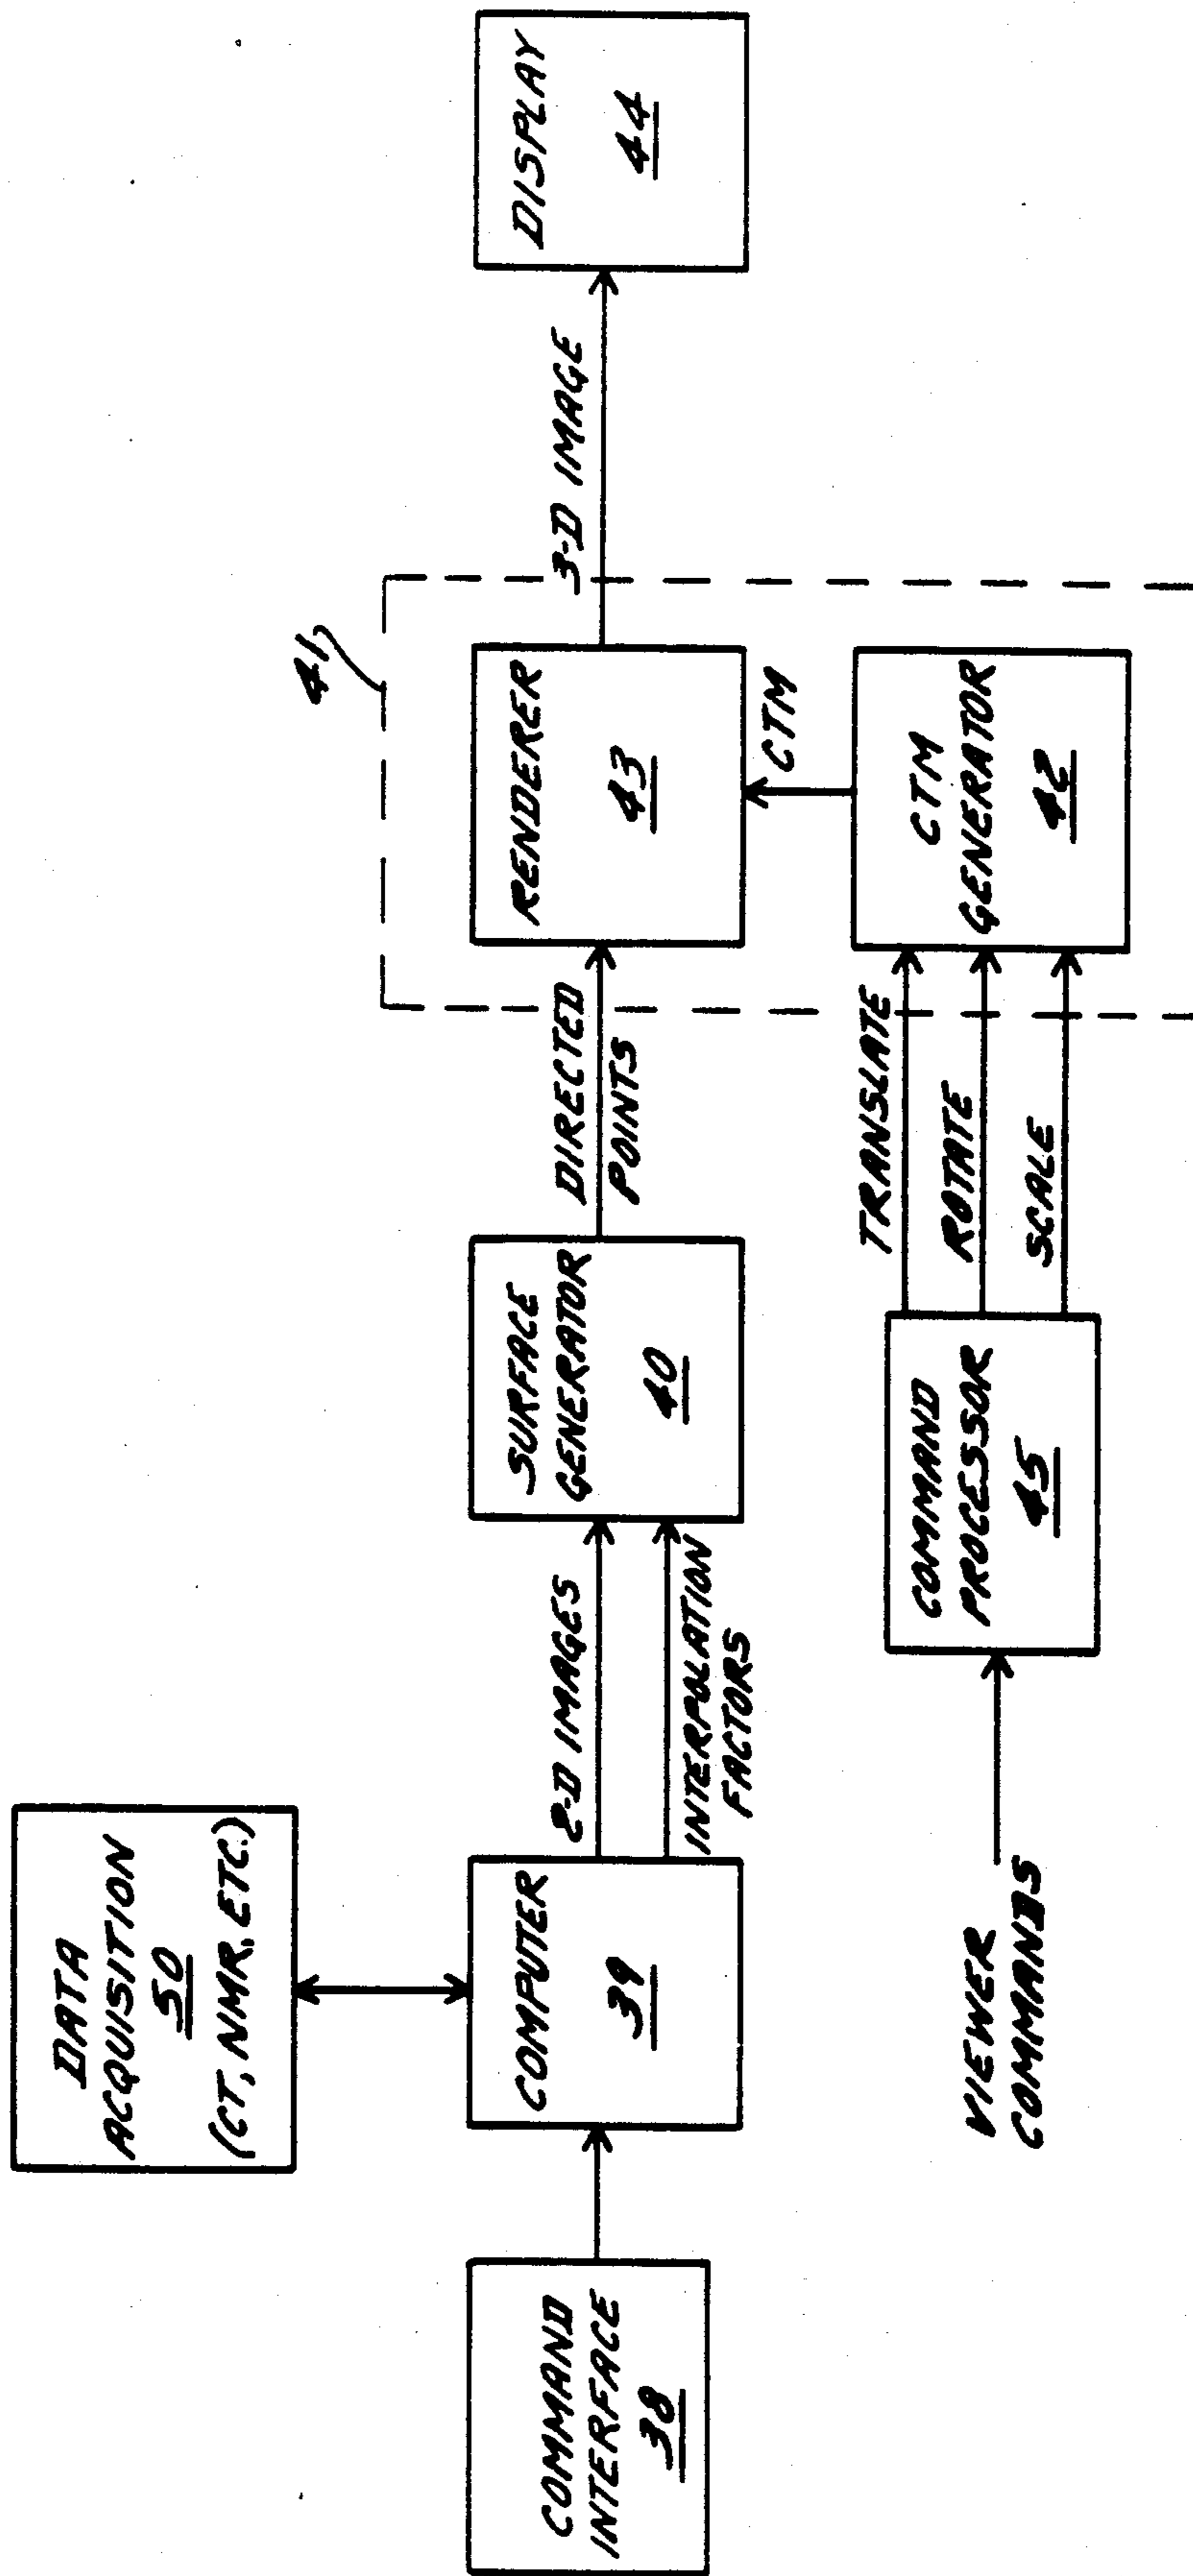 DATA
ACQUISITION
50
(CT, NMR, ETC.)
COMMAND
INTERFACE
38
COMPUTER
39
2-D IMAGES
INTERPOLATION
FACTORS
SURFACE
GENERATOR
40
DIRECTED
POINTS
41
RENDERER
43
3-D IMAGE
DISPLAY
44
VIEWER
COMMANDS
COMMAND
PROCESSOR
45
TRANSLATE
ROTATE
SCALE
CTM
GENERATOR
42
CTM